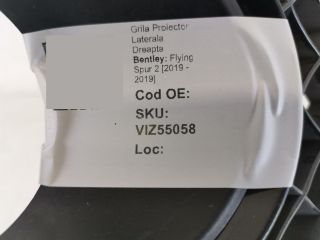 Grila Proiector
Laterala
Dreapta
Bentley: Flying
Spur 2 [2019 -
2019]
Cod OE:
SKU:
VIZ55058
Loc: